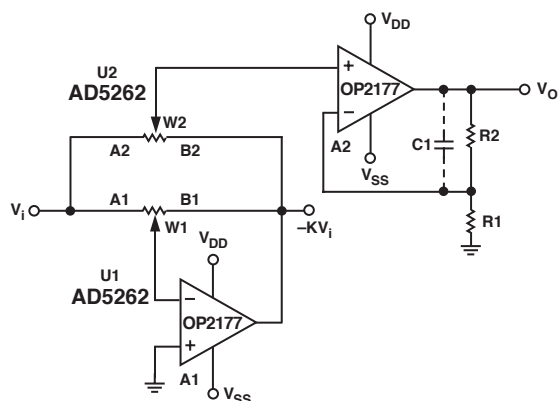 V_DD
U2
AD5262
W2
+
OP2177
−
V_O
A2
B2
A2
C1
R2
V_SS
V_i
A1
B1
W1
−KV_i
R1
V_DD
U1
AD5262
−
OP2177
+
A1
V_SS